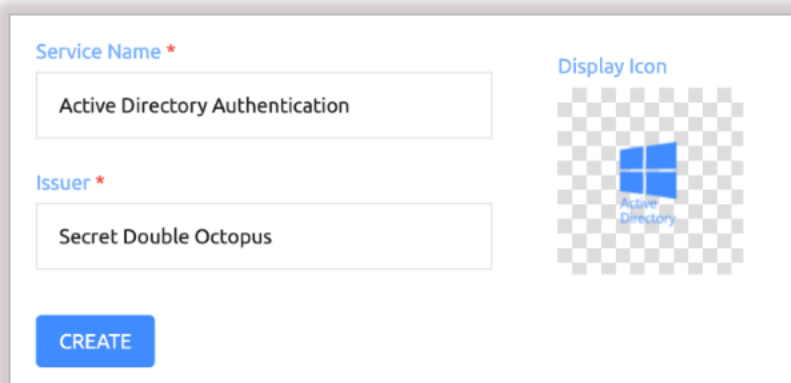 Service Name *
Active Directory Authentication
Issuer *
Secret Double Octopus
CREATE
Display Icon
Active
Directory